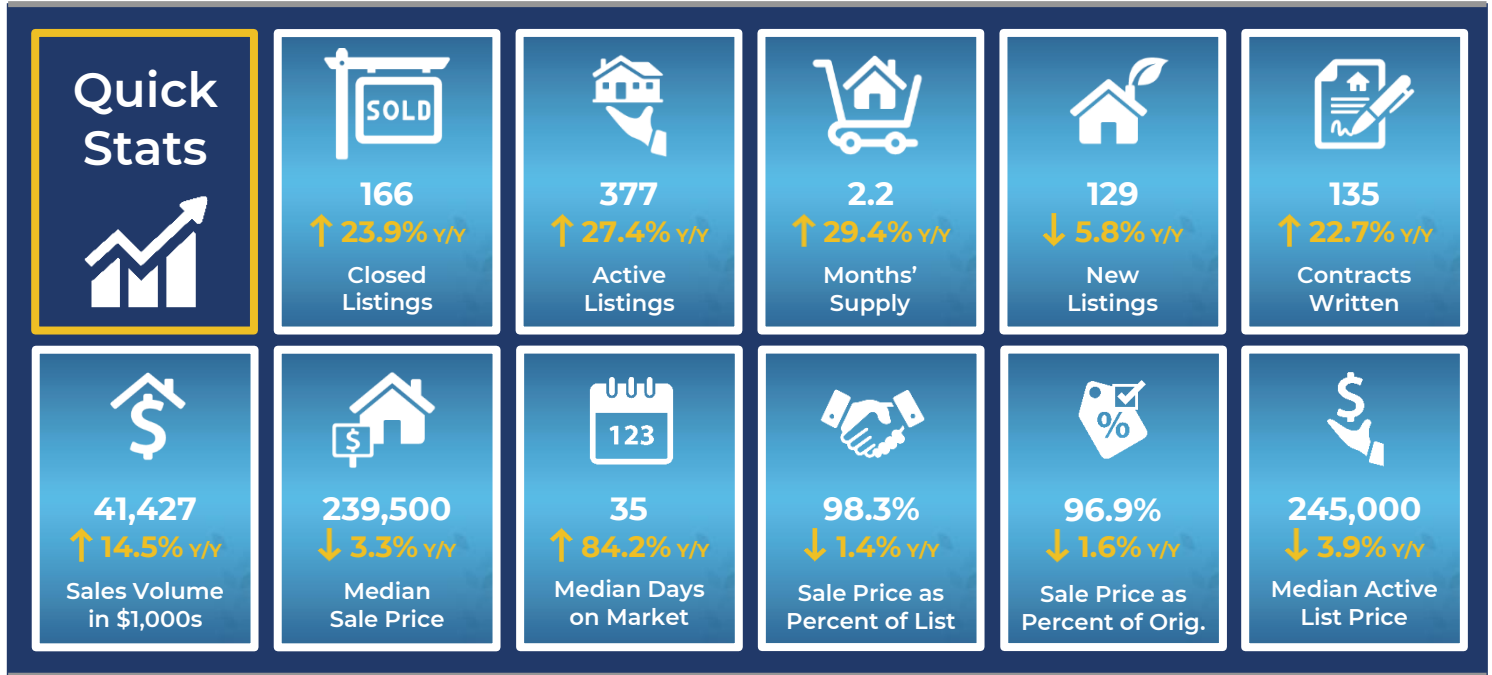 Quick
Stats
SOLD
166
↑ 23.9% Y/Y
Closed
Listings
377
↑ 27.4% Y/Y
Active
Listings
2.2
↑ 29.4% Y/Y
Months’
Supply
129
↓ 5.8% Y/Y
New
Listings
135
↑ 22.7% Y/Y
Contracts
Written
$
41,427
↑ 14.5% Y/Y
Sales Volume
in $1,000s
$
239,500
↓ 3.3% Y/Y
Median
Sale Price
123
35
↑ 84.2% Y/Y
Median Days
on Market
98.3%
↓ 1.4% Y/Y
Sale Price as
Percent of List
%
96.9%
↓ 1.6% Y/Y
Sale Price as
Percent of Orig.
$
245,000
↓ 3.9% Y/Y
Median Active
List Price